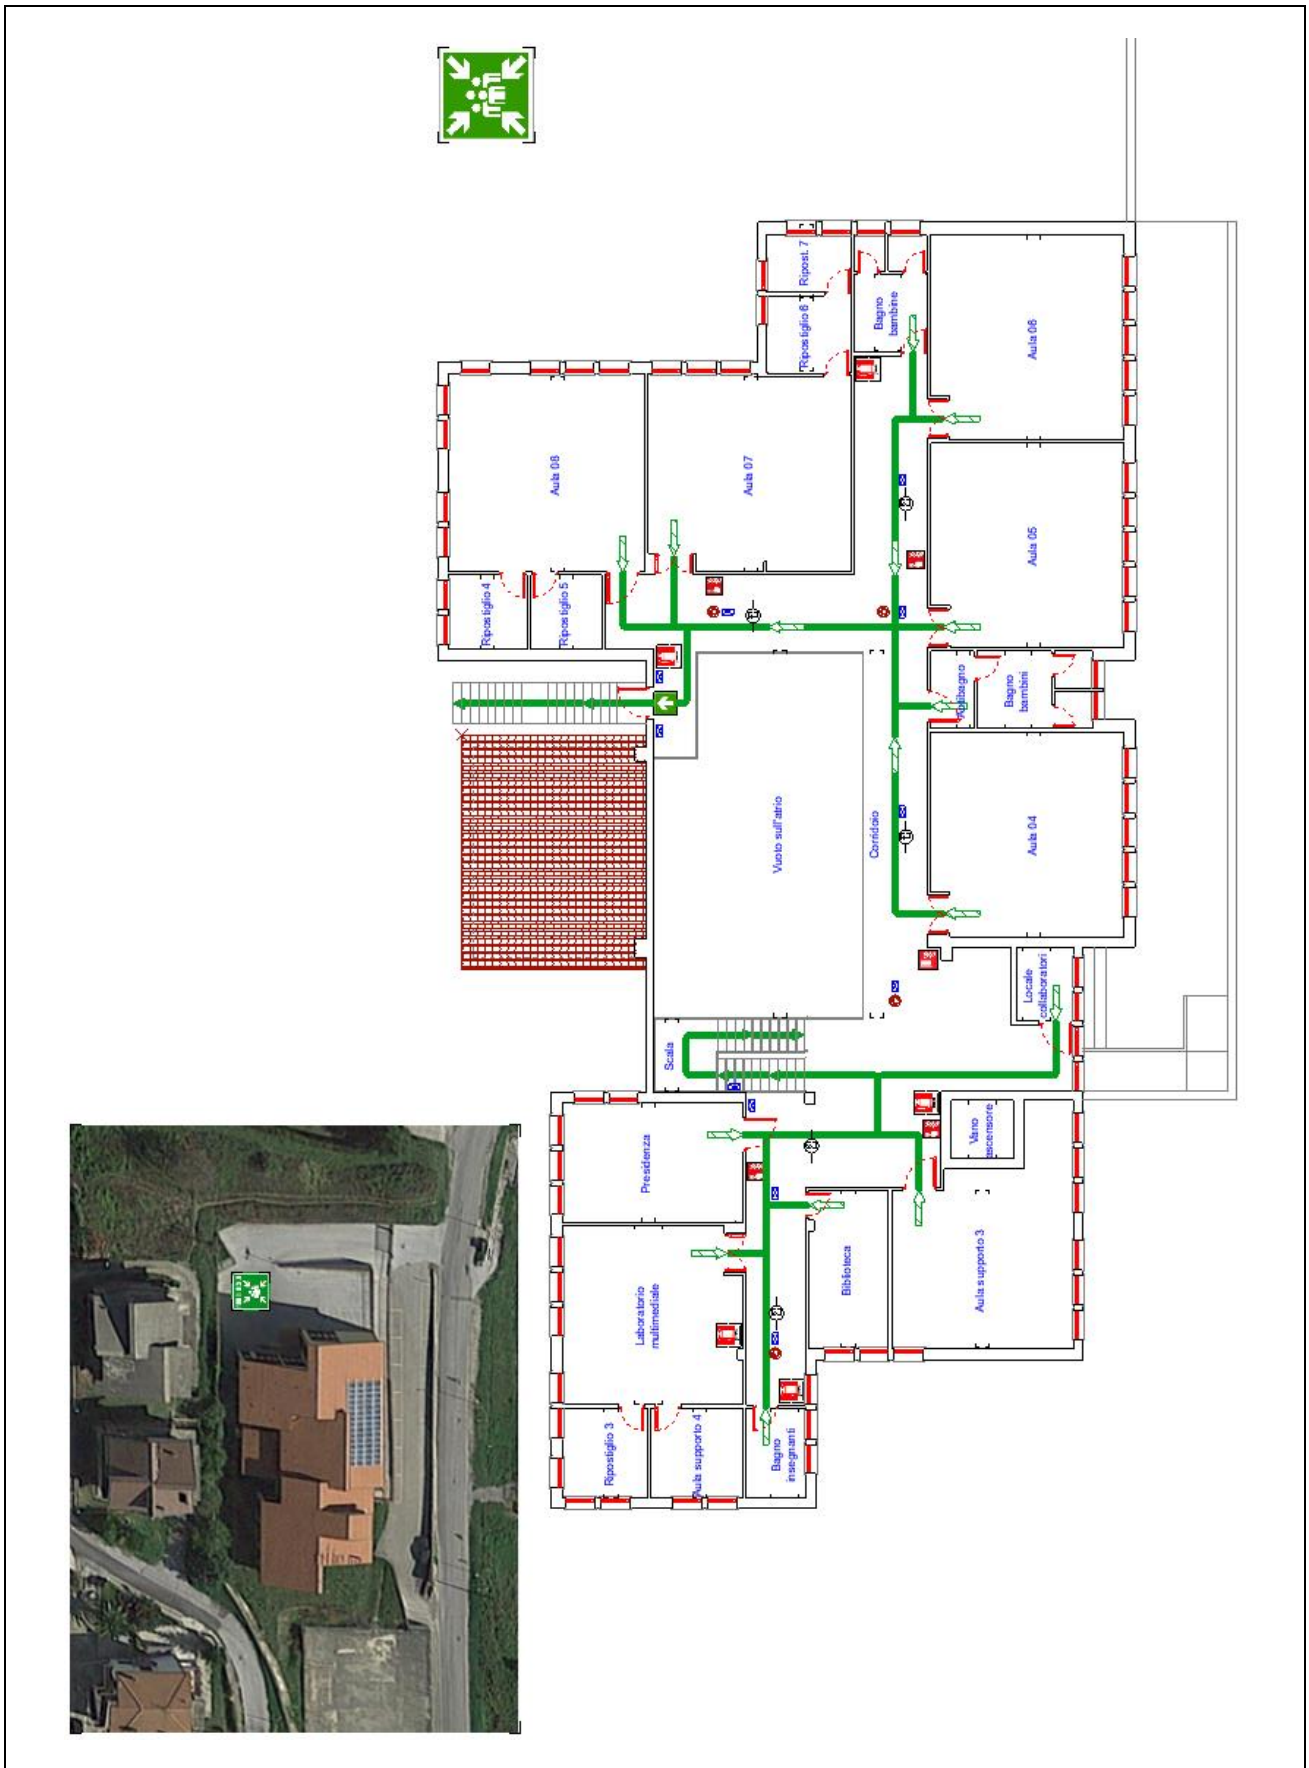 Ripost. 7
Ripostiglio 6
Bagno
bambine
Aula 06
Aula 08
Aula 07
Aula 05
Ripostiglio 4
Ripostiglio 5
Antibagno
Bagno
bambini
Vuoto sull'atrio
Corridoio
Aula 04
Locale
collaboratori
Scala
Presidenza
Vano
ascensore
Laboratorio
multimediale
Biblioteca
Aula supporto 3
Ripostiglio 3
Aula supporto 4
Bagno
insegnanti